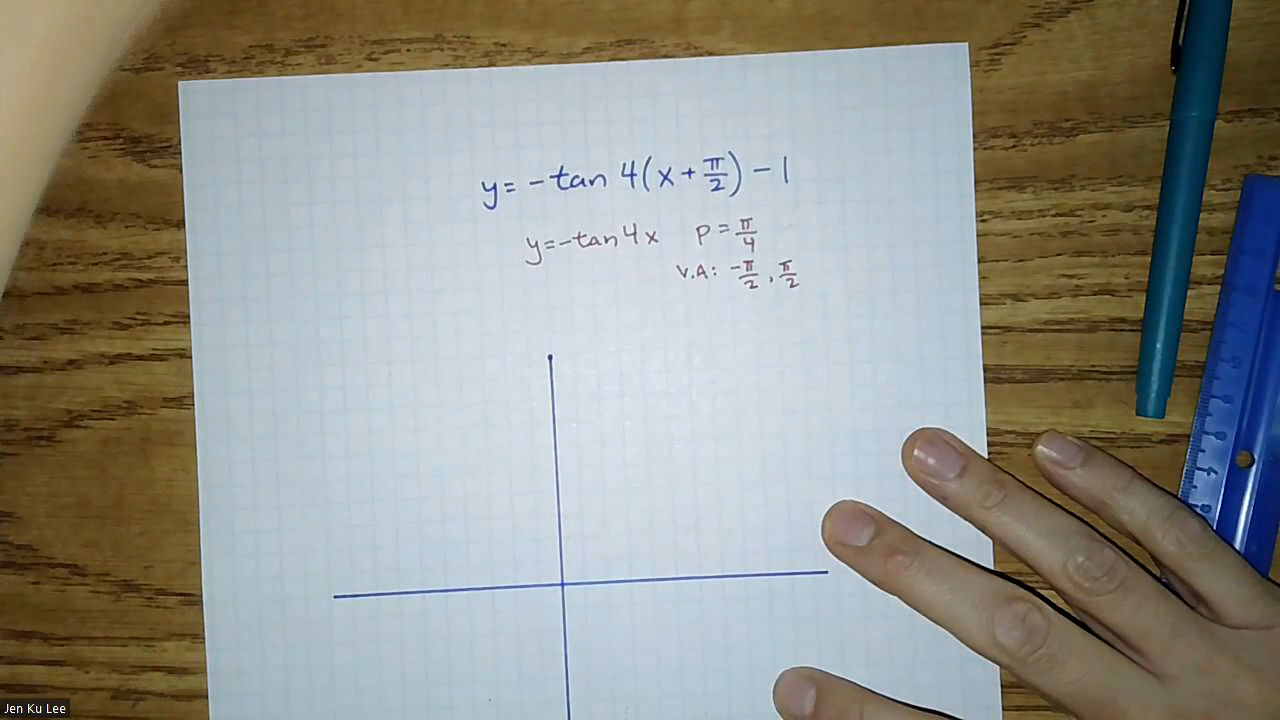 y = -tan 4(x + π/2) - 1
y = -tan 4x P = π/4
V.A: -π/2, π/2
Jen Ku Lee